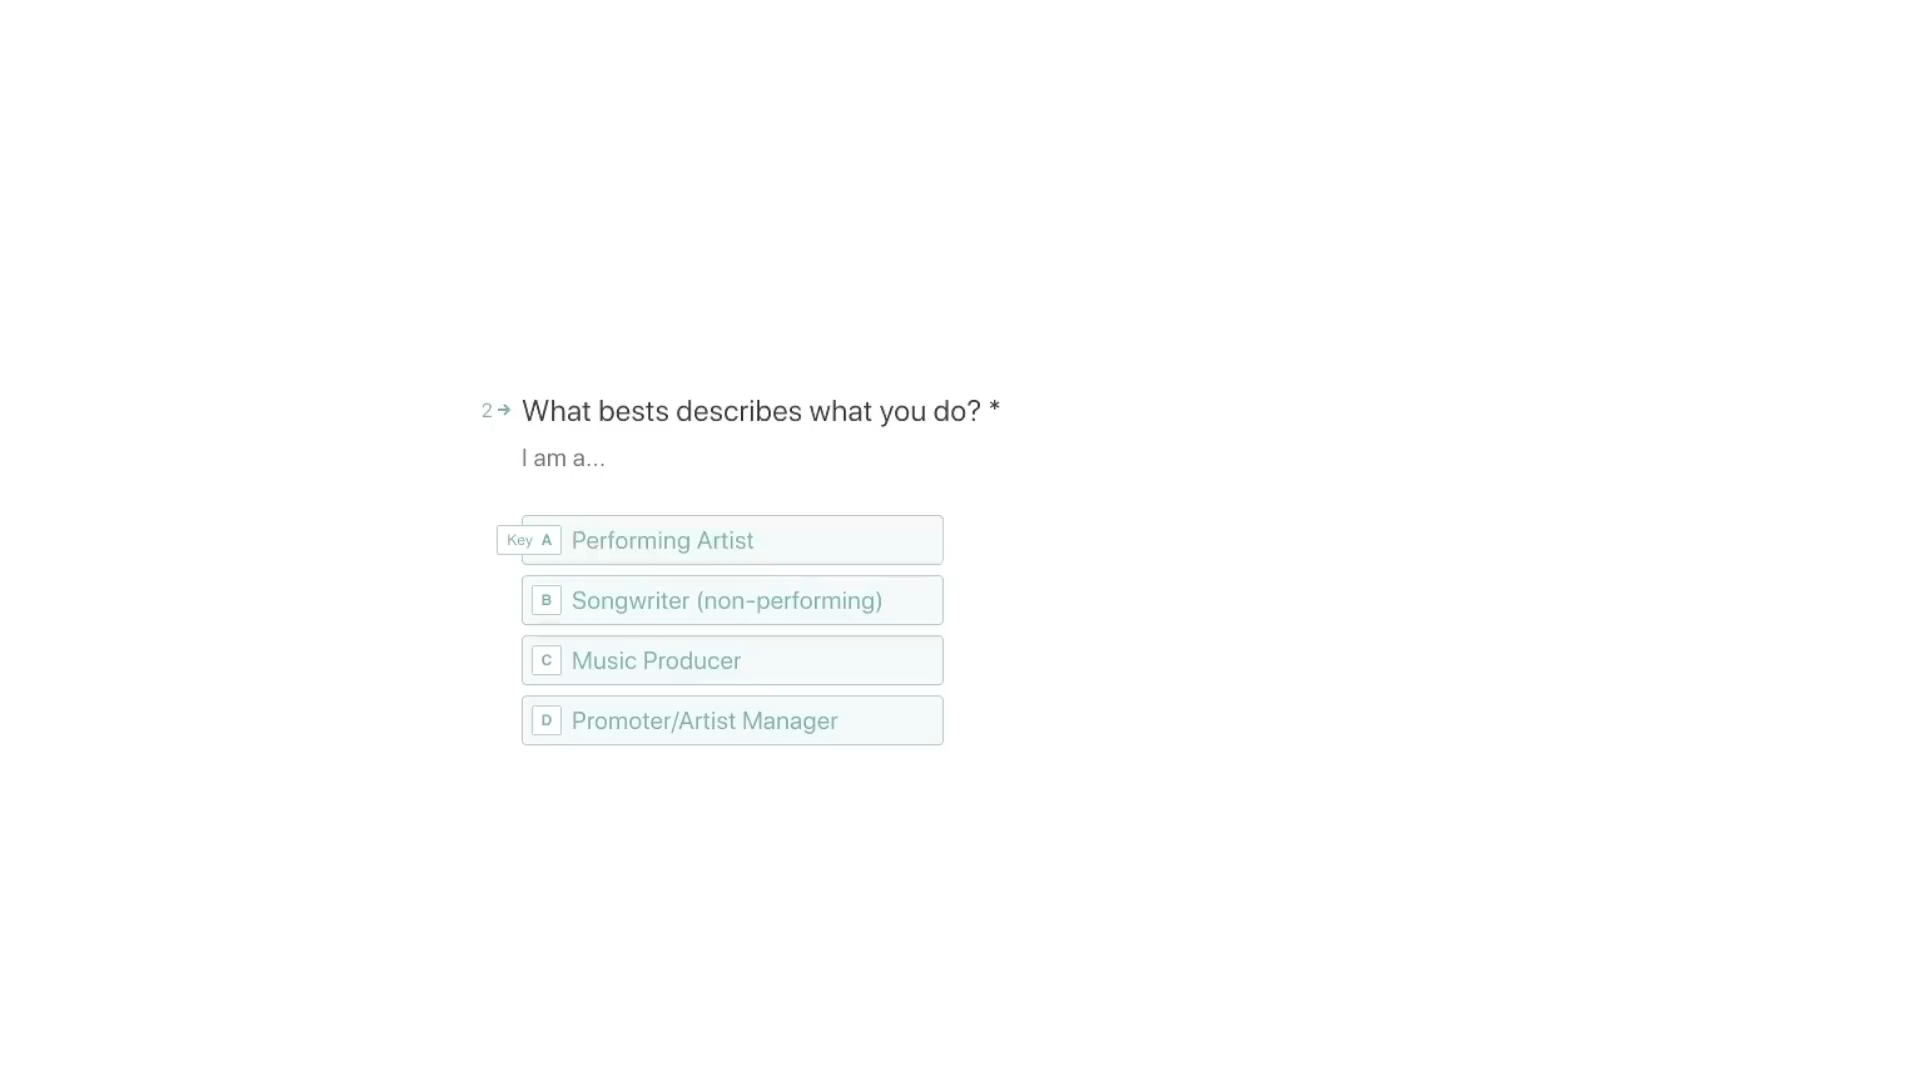 2→ What bests describes what you do? *
I am a...
Key A Performing Artist
B Songwriter (non-performing)
C Music Producer
D Promoter/Artist Manager